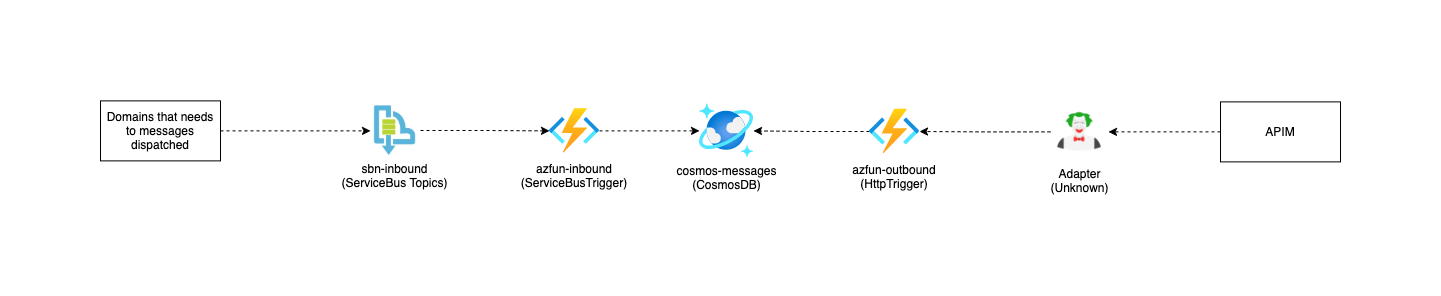 Domains that needs
to messages
dispatched
sbn-inbound
(ServiceBus Topics)
azfun-inbound
(ServiceBusTrigger)
cosmos-messages
(CosmosDB)
azfun-outbound
(HttpTrigger)
Adapter
(Unknown)
APIM